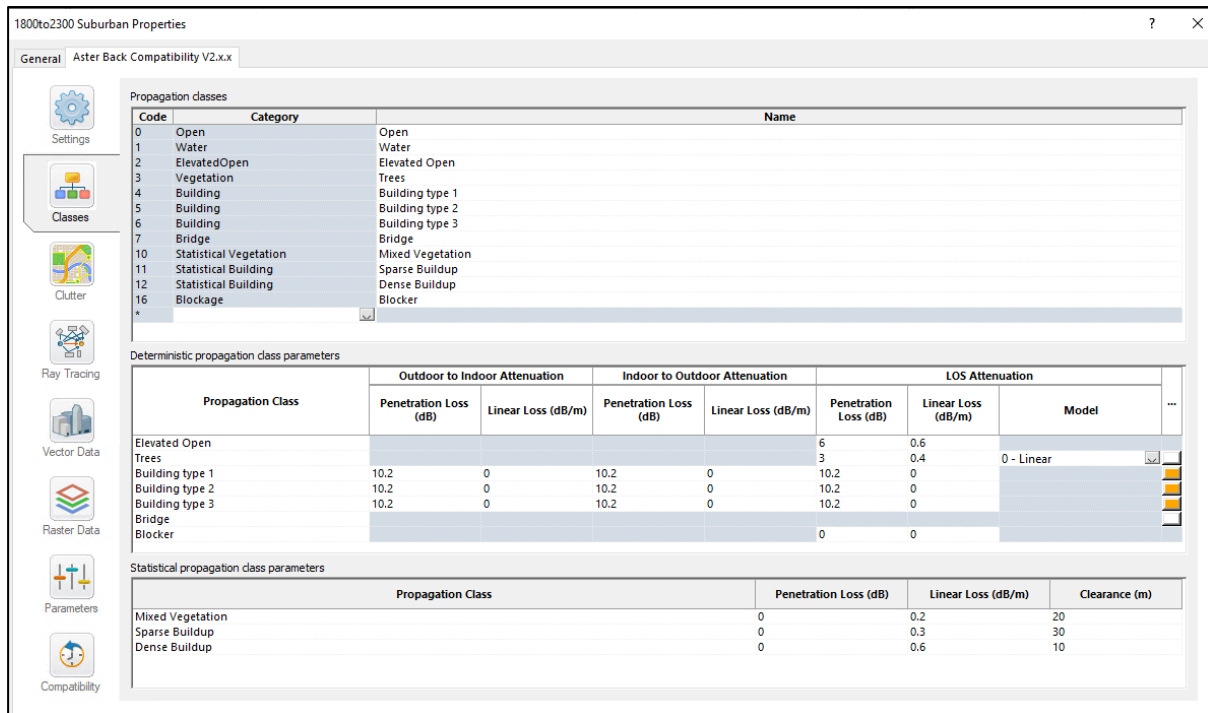 1800to2300 Suburban Properties ? ×
General Aster Back Compatibility V2.x.x
Settings
Classes
Clutter
Ray Tracing
Vector Data
Raster Data
Parameters
Compatibility
Propagation classes
Code Category Name
0 Open Open
1 Water Water
2 ElevatedOpen Elevated Open
3 Vegetation Trees
4 Building Building type 1
5 Building Building type 2
6 Building Building type 3
7 Bridge Bridge
10 Statistical Vegetation Mixed Vegetation
11 Statistical Building Sparse Buildup
12 Statistical Building Dense Buildup
16 Blockage Blocker
*
Deterministic propagation class parameters
Outdoor to Indoor Attenuation Indoor to Outdoor Attenuation LOS Attenuation
Propagation Class Penetration Loss (dB) Linear Loss (dB/m) Penetration Loss (dB) Linear Loss (dB/m) Penetration Loss (dB) Linear Loss (dB/m) Model ...
Elevated Open 6 0.6
Trees 3 0.4 0 - Linear
Building type 1 10.2 0 10.2 0 10.2 0
Building type 2 10.2 0 10.2 0 10.2 0
Building type 3 10.2 0 10.2 0 10.2 0
Bridge
Blocker 0 0
Statistical propagation class parameters
Propagation Class Penetration Loss (dB) Linear Loss (dB/m) Clearance (m)
Mixed Vegetation 0 0.2 20
Sparse Buildup 0 0.3 30
Dense Buildup 0 0.6 10